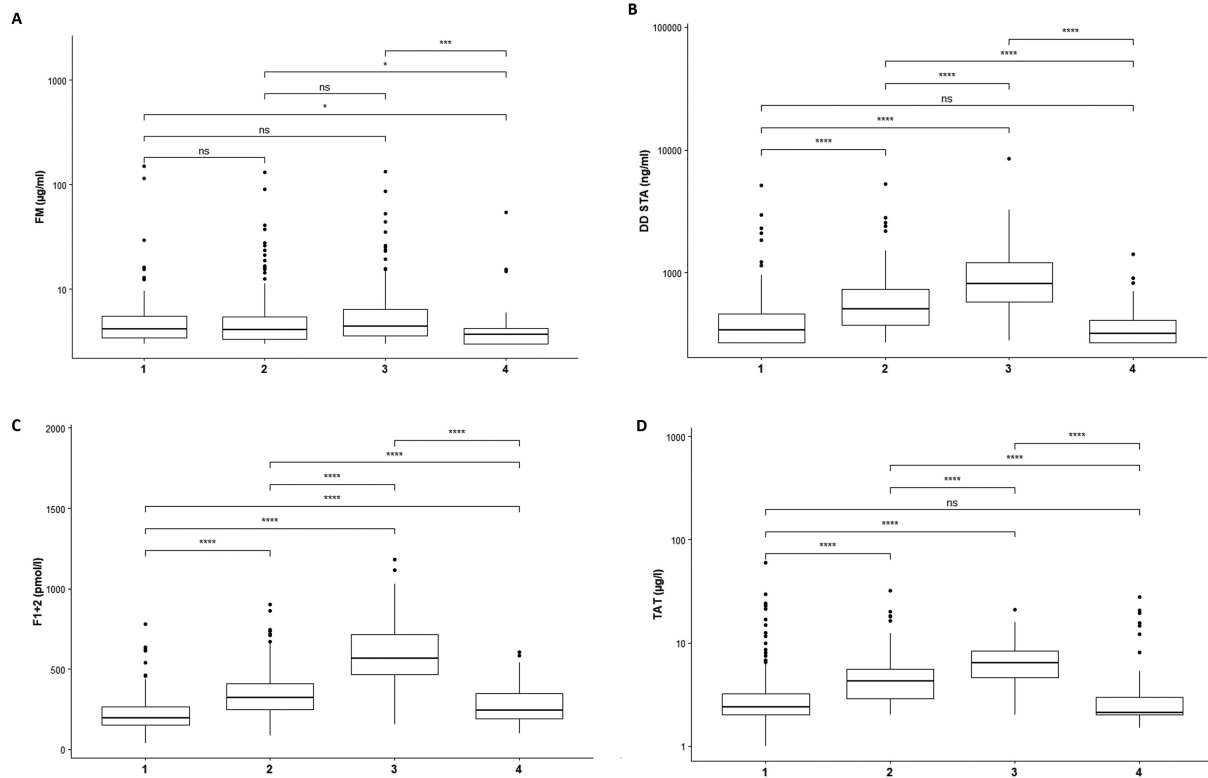 A
FM (µg/ml)
1000
100
10
***
*
ns
*
ns
ns
1 2 3 4
B
DD STA (ng/ml)
100000
10000
1000
****
****
****
ns
****
****
1 2 3 4
C
F1+2 (pmol/l)
2000
1500
1000
500
0
****
****
****
****
****
****
1 2 3 4
D
TAT (µg/l)
1000
100
10
1
****
****
****
ns
****
****
1 2 3 4